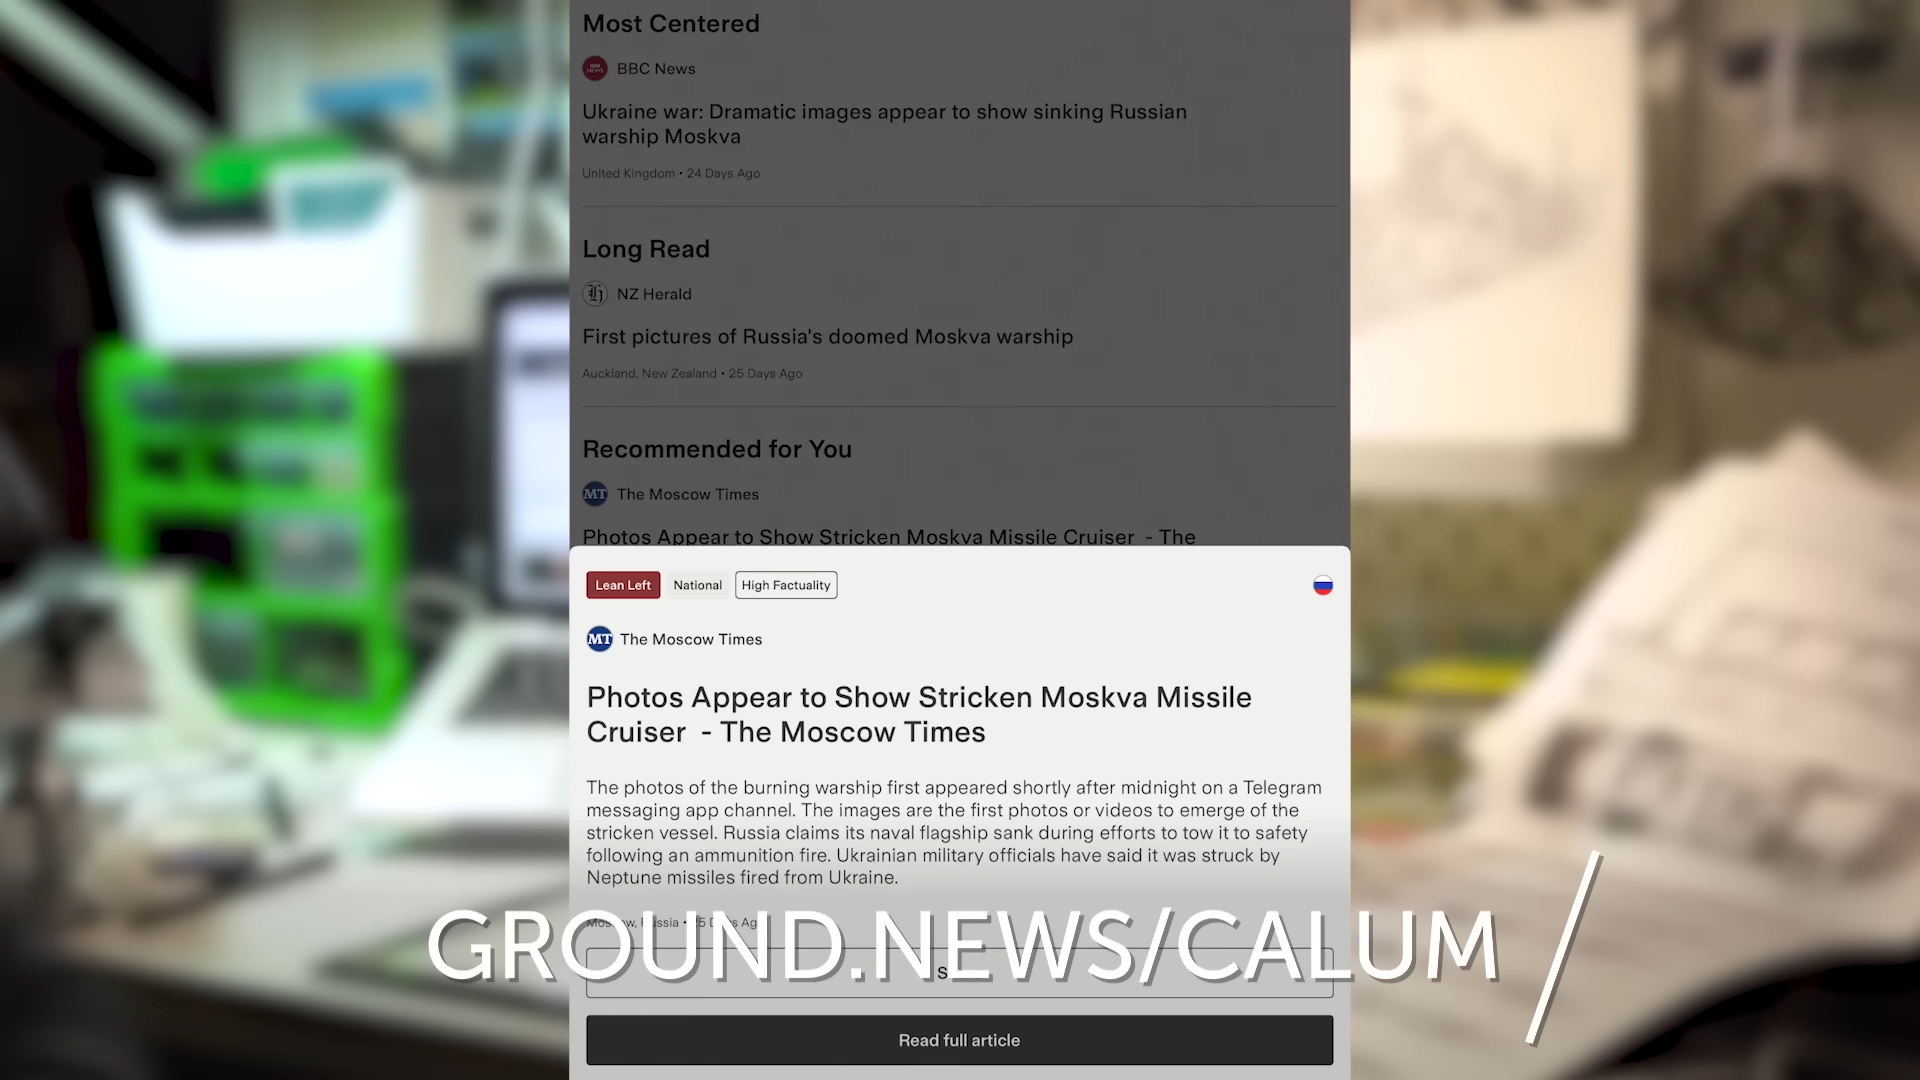 Most Centered
BBC News
Ukraine war: Dramatic images appear to show sinking Russian
warship Moskva
United Kingdom • 24 Days Ago
Long Read
NZ Herald
First pictures of Russia's doomed Moskva warship
Auckland, New Zealand • 25 Days Ago
Recommended for You
MT The Moscow Times
Photos Appear to Show Stricken Moskva Missile Cruiser - The
Lean Left National High Factuality
MT The Moscow Times
Photos Appear to Show Stricken Moskva Missile
Cruiser - The Moscow Times
The photos of the burning warship first appeared shortly after midnight on a Telegram
messaging app channel. The images are the first photos or videos to emerge of the
stricken vessel. Russia claims its naval flagship sank during efforts to tow it to safety
following an ammunition fire. Ukrainian military officials have said it was struck by
Neptune missiles fired from Ukraine.
GROUND.NEWS/CALUM /
Read full article